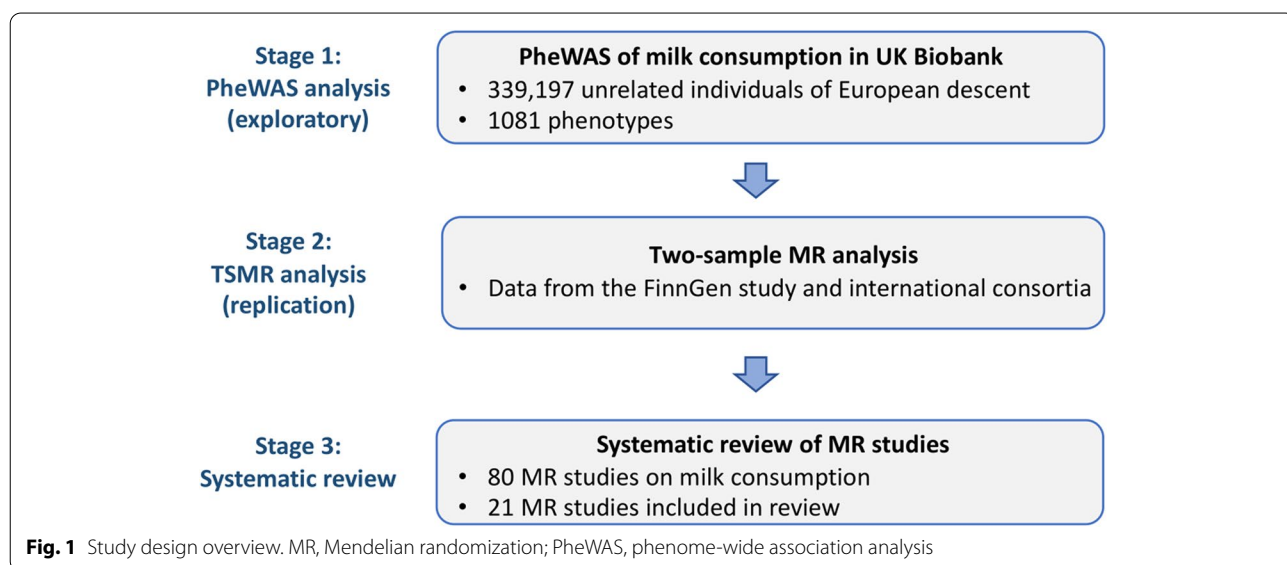 Stage 1:
PheWAS analysis
(exploratory)
PheWAS of milk consumption in UK Biobank
• 339,197 unrelated individuals of European descent
• 1081 phenotypes
Stage 2:
TSMR analysis
(replication)
Two-sample MR analysis
• Data from the FinnGen study and international consortia
Stage 3:
Systematic review
Systematic review of MR studies
• 80 MR studies on milk consumption
• 21 MR studies included in review
Fig. 1 Study design overview. MR, Mendelian randomization; PheWAS, phenome-wide association analysis